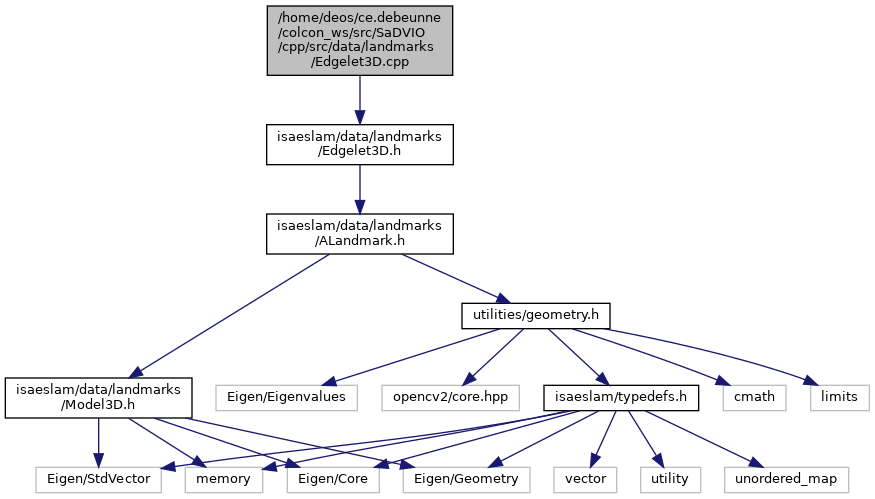 /home/deos/ce.debeunne
/colcon_ws/src/SaDVIO
/cpp/src/data/landmarks
/Edgelet3D.cpp
isaeslam/data/landmarks
/Edgelet3D.h
isaeslam/data/landmarks
/ALandmark.h
utilities/geometry.h
isaeslam/data/landmarks
/Model3D.h
Eigen/Eigenvalues
opencv2/core.hpp
isaeslam/typedefs.h
cmath
limits
Eigen/StdVector
memory
Eigen/Core
Eigen/Geometry
vector
utility
unordered_map